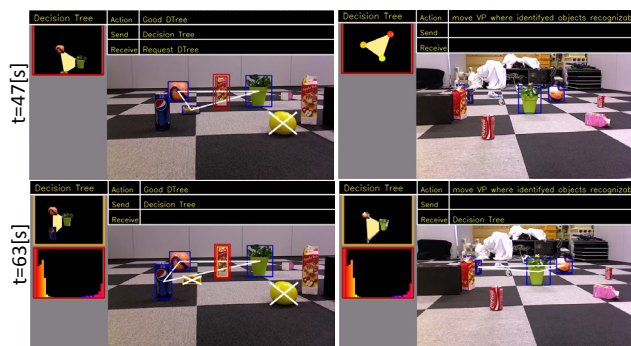 t=47[s]
Decision Tree
Action Good DTree
Send Decision Tree
Receive Request DTree
Decision Tree
Action move VP where identifyed objects recognizab
Send
Receive
t=63[s]
Decision Tree
Action Good DTree
Send Decision Tree
Receive
Decision Tree
Action move VP where identifyed objects recognizab
Send
Receive Decision Tree